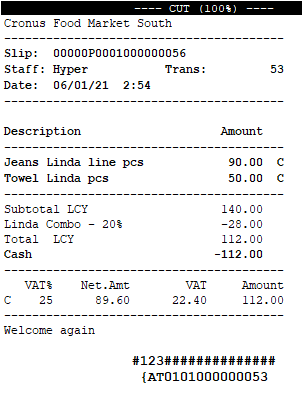 ---- CUT (100%) ----
Cronus Food Market South
----------------------------------------
Slip: 00000P0001000000056
Staff: Hyper Trans: 53
Date: 06/01/21 2:54
----------------------------------------
Description Amount
----------------------------------------
Jeans Linda line pcs 90.00 C
Towel Linda pcs 50.00 C
----------------------------------------
Subtotal LCY 140.00
Linda Combo - 20% -28.00
Total LCY 112.00
Cash -112.00
----------------------------------------
VAT% Net.Amt VAT Amount
C 25 89.60 22.40 112.00
----------------------------------------
Welcome again
#123##############
{AT0101000000053